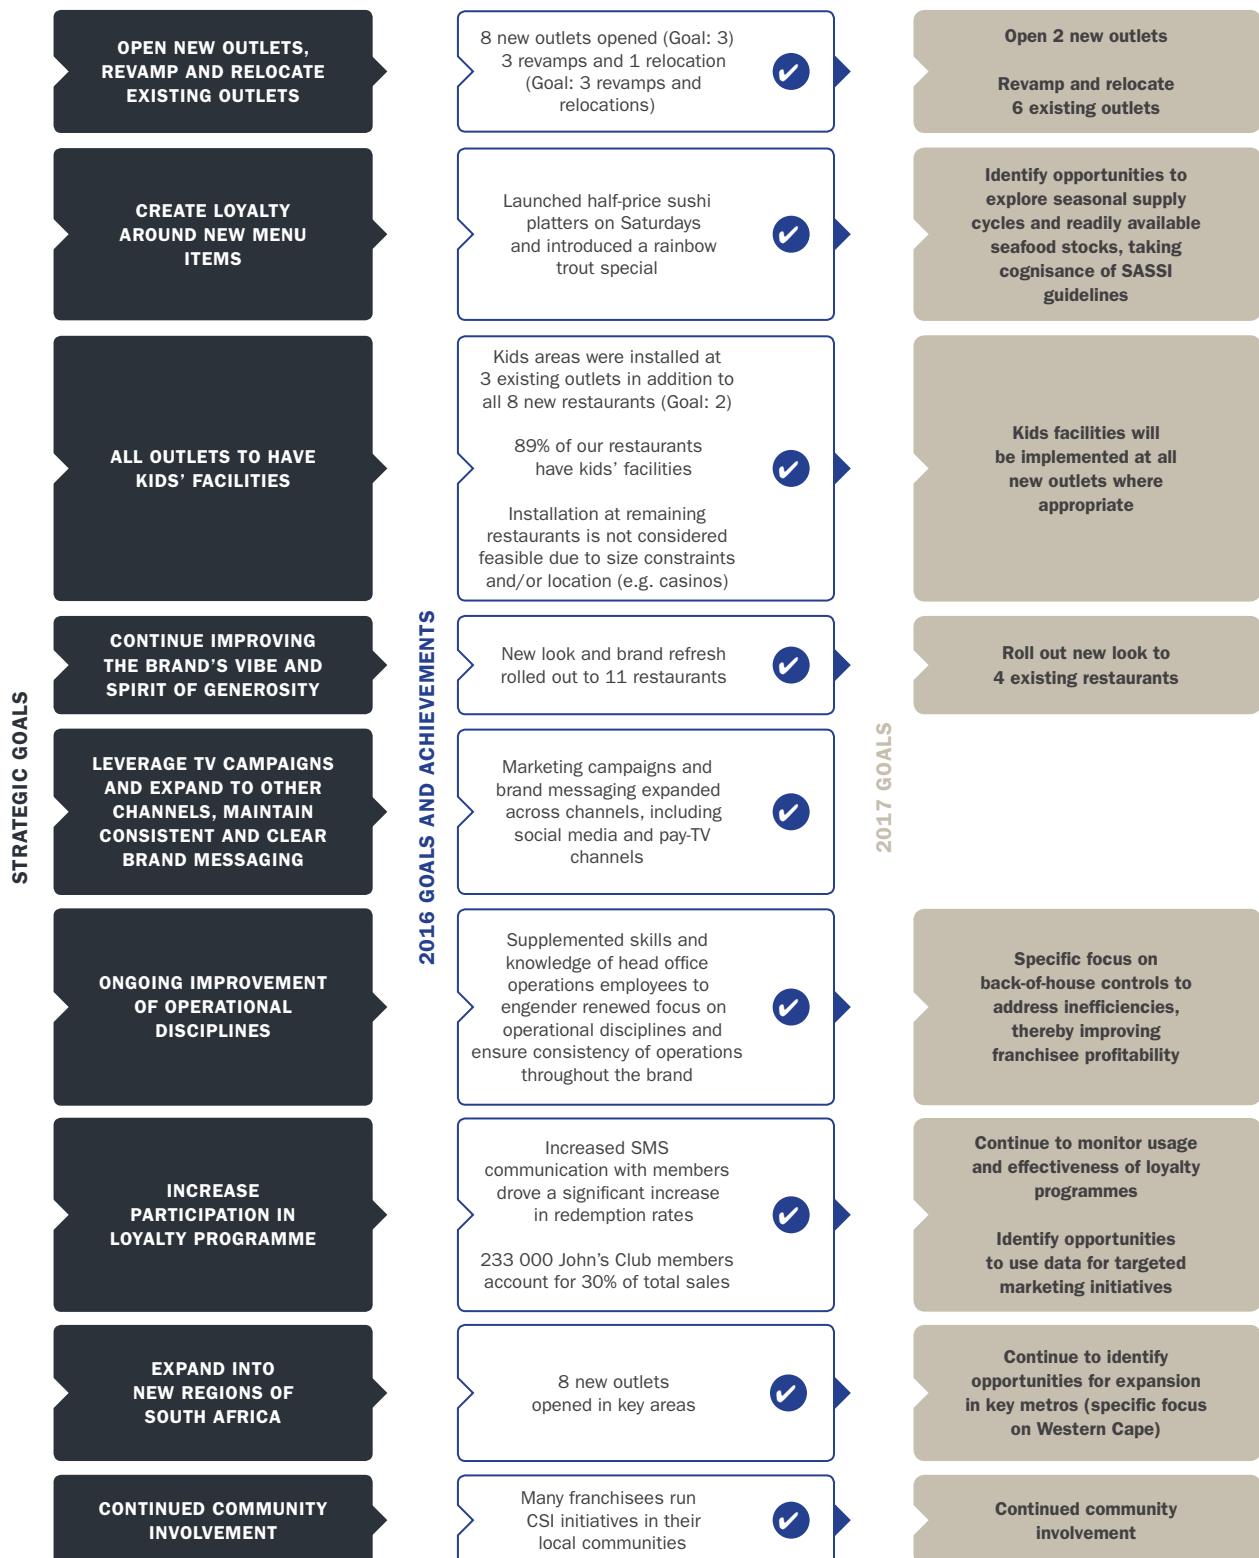 STRATEGIC GOALS
2016 GOALS AND ACHIEVEMENTS
2017 GOALS
OPEN NEW OUTLETS,
REVAMP AND RELOCATE
EXISTING OUTLETS
8 new outlets opened (Goal: 3)
3 revamps and 1 relocation
(Goal: 3 revamps and
relocations)
Open 2 new outlets
Revamp and relocate
6 existing outlets
CREATE LOYALTY
AROUND NEW MENU
ITEMS
Launched half-price sushi
platters on Saturdays
and introduced a rainbow
trout special
Identify opportunities to
explore seasonal supply
cycles and readily available
seafood stocks, taking
cognisance of SASSI
guidelines
ALL OUTLETS TO HAVE
KIDS' FACILITIES
Kids areas were installed at
3 existing outlets in addition to
all 8 new restaurants (Goal: 2)
89% of our restaurants
have kids' facilities
Installation at remaining
restaurants is not considered
feasible due to size constraints
and/or location (e.g. casinos)
Kids facilities will
be implemented at all
new outlets where
appropriate
CONTINUE IMPROVING
THE BRAND'S VIBE AND
SPIRIT OF GENEROSITY
New look and brand refresh
rolled out to 11 restaurants
Roll out new look to
4 existing restaurants
LEVERAGE TV CAMPAIGNS
AND EXPAND TO OTHER
CHANNELS, MAINTAIN
CONSISTENT AND CLEAR
BRAND MESSAGING
Marketing campaigns and
brand messaging expanded
across channels, including
social media and pay-TV
channels
ONGOING IMPROVEMENT
OF OPERATIONAL
DISCIPLINES
Supplemented skills and
knowledge of head office
operations employees to
engender renewed focus on
operational disciplines and
ensure consistency of operations
throughout the brand
Specific focus on
back-of-house controls to
address inefficiencies,
thereby improving
franchisee profitability
INCREASE
PARTICIPATION IN
LOYALTY PROGRAMME
Increased SMS
communication with members
drove a significant increase
in redemption rates
233 000 John's Club members
account for 30% of total sales
Continue to monitor usage
and effectiveness of loyalty
programmes
Identify opportunities
to use data for targeted
marketing initiatives
EXPAND INTO
NEW REGIONS OF
SOUTH AFRICA
8 new outlets
opened in key areas
Continue to identify
opportunities for expansion
in key metros (specific focus
on Western Cape)
CONTINUED COMMUNITY
INVOLVEMENT
Many franchisees run
CSI initiatives in their
local communities
Continued community
involvement